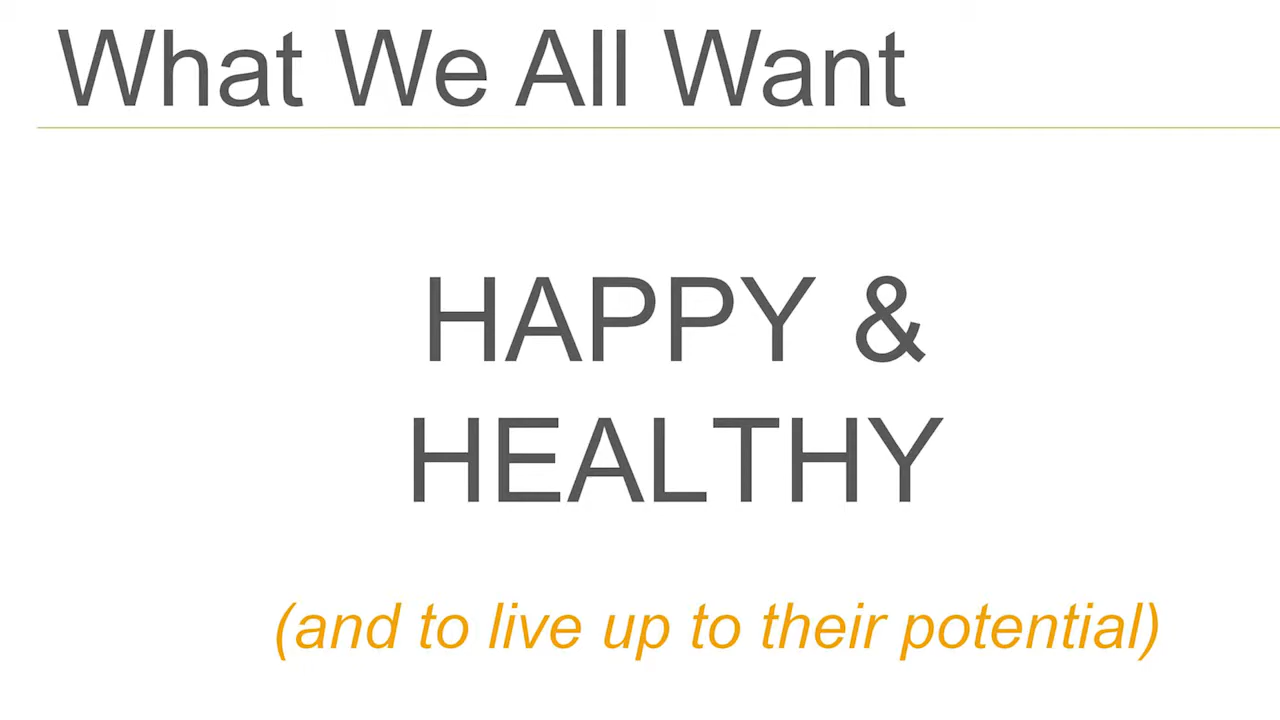 What We All Want
HAPPY &
HEALTHY
(and to live up to their potential)